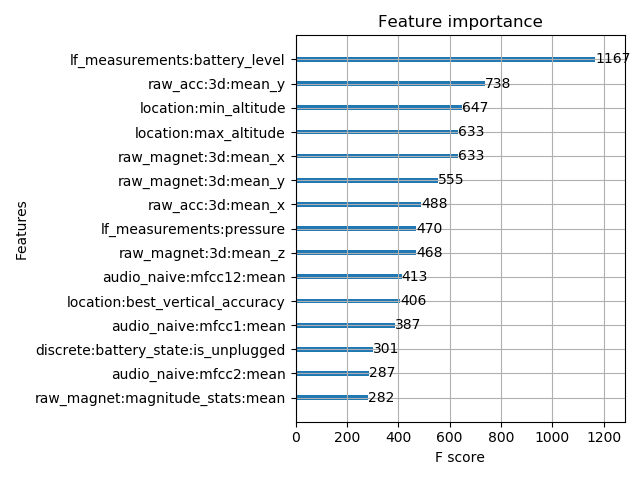 Feature importance
lf_measurements:battery_level 1167
raw_acc:3d:mean_y 738
location:min_altitude 647
location:max_altitude 633
raw_magnet:3d:mean_x 633
raw_magnet:3d:mean_y 555
raw_acc:3d:mean_x 488
lf_measurements:pressure 470
raw_magnet:3d:mean_z 468
audio_naive:mfcc12:mean 413
location:best_vertical_accuracy 406
audio_naive:mfcc1:mean 387
discrete:battery_state:is_unplugged 301
audio_naive:mfcc2:mean 287
raw_magnet:magnitude_stats:mean 282
Features
0 200 400 600 800 1000 1200
F score